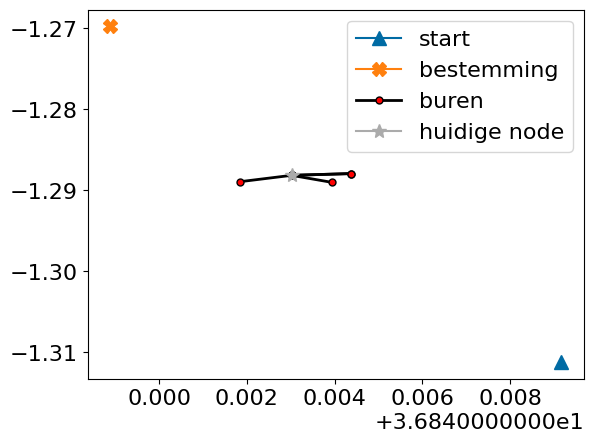 −1.27
−1.28
−1.29
−1.30
−1.31
start
bestemming
buren
huidige node
0.000 0.002 0.004 0.006 0.008
+3.6840000000e1